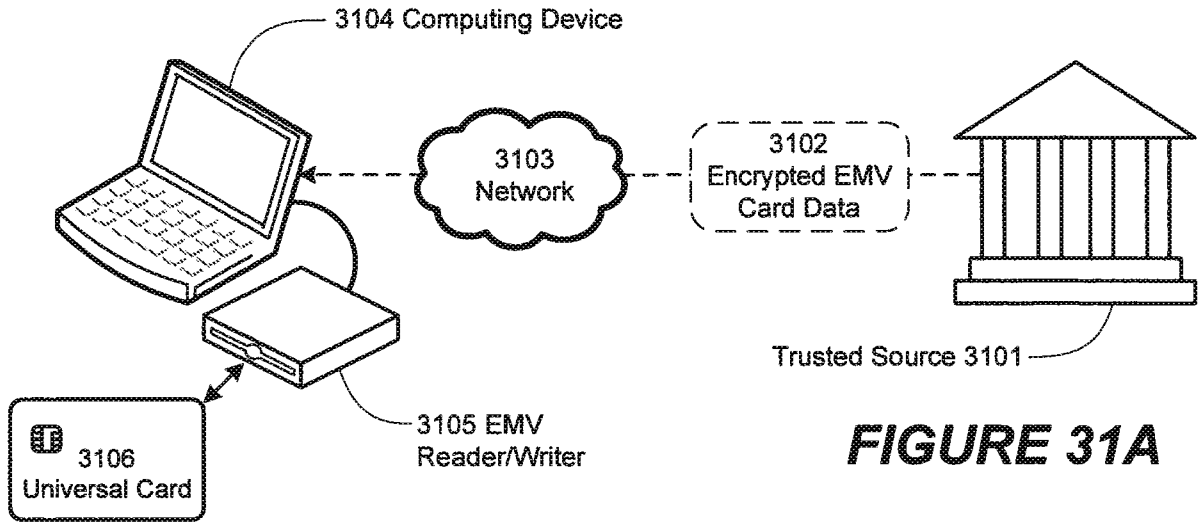 3104 Computing Device
3103
Network
3102
Encrypted EMV
Card Data
Trusted Source 3101
3105 EMV
Reader/Writer
3106
Universal Card
FIGURE 31A